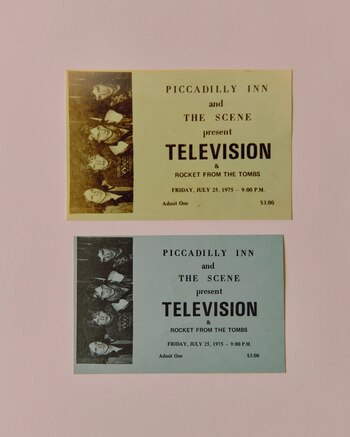 PICCADILLY INN
and
THE SCENE
present
TELEVISION
&
ROCKET FROM THE TOMBS
FRIDAY, JULY 25, 1975 – 9:00 P.M.
Admit One $3.00
PICCADILLY INN
and
THE SCENE
present
TELEVISION
&
ROCKET FROM THE TOMBS
FRIDAY, JULY 25, 1975 – 9:00 P.M.
Admit One $3.00